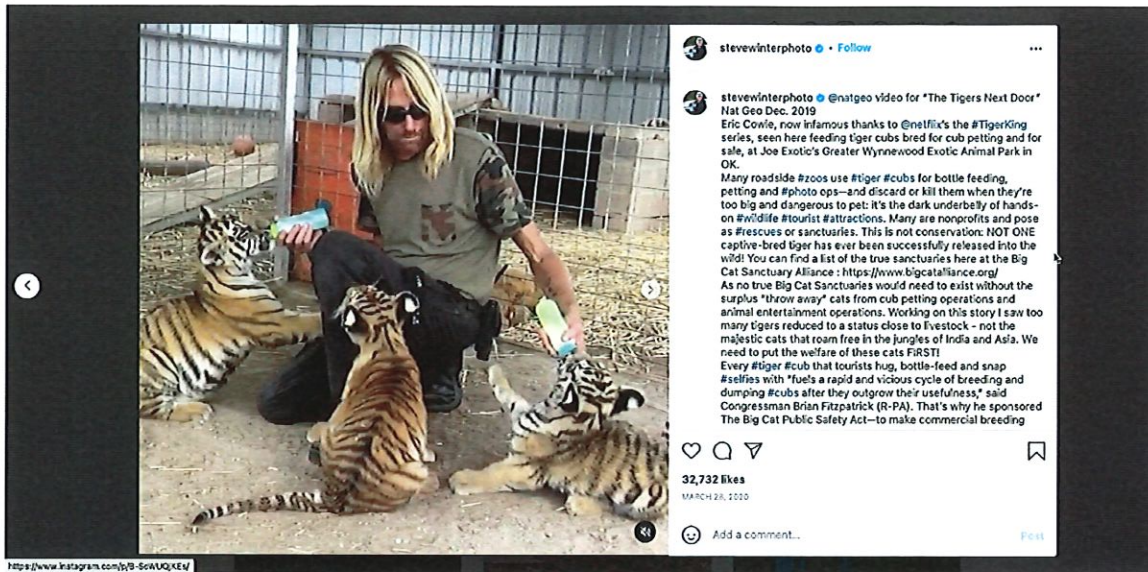 stevewinterphoto • Follow
stevewinterphoto @natgeo video for "The Tigers Next Door"
Nat Geo Dec. 2019
Eric Cowie, now infamous thanks to @netflix's the #TigerKing
series, seen here feeding tiger cubs bred for cub petting and for
sale, at Joe Exotic's Greater Wynnewood Exotic Animal Park in
OK.
Many roadside #zoos use #tiger #cubs for bottle feeding,
petting and #photo ops—and discard or kill them when they're
too big and dangerous to pet: it's the dark underbelly of hands-
on #wildlife #tourist #attractions. Many are nonprofits and pose
as #rescues or sanctuaries. This is not conservation: NOT ONE
captive-bred tiger has ever been successfully released into the
wild! You can find a list of the true sanctuaries here at the Big
Cat Sanctuary Alliance : https://www.bigcatalliance.org/
As no true Big Cat Sanctuaries would need to exist without the
surplus "throw away" cats from cub petting operations and
animal entertainment operations. Working on this story I saw too
many tigers reduced to a status close to livestock - not the
majestic cats that roam free in the jungles of India and Asia. We
need to put the welfare of these cats FiRST!
Every #tiger #cub that tourists hug, bottle-feed and snap
#selfies with "fuels a rapid and vicious cycle of breeding and
dumping #cubs after they outgrow their usefulness," said
Congressman Brian Fitzpatrick (R-PA). That's why he sponsored
The Big Cat Public Safety Act—to make commercial breeding
32,732 likes
MARCH 28, 2020
Add a comment...
Post
https://www.instagram.com/p/B-ScWUQjKEs/